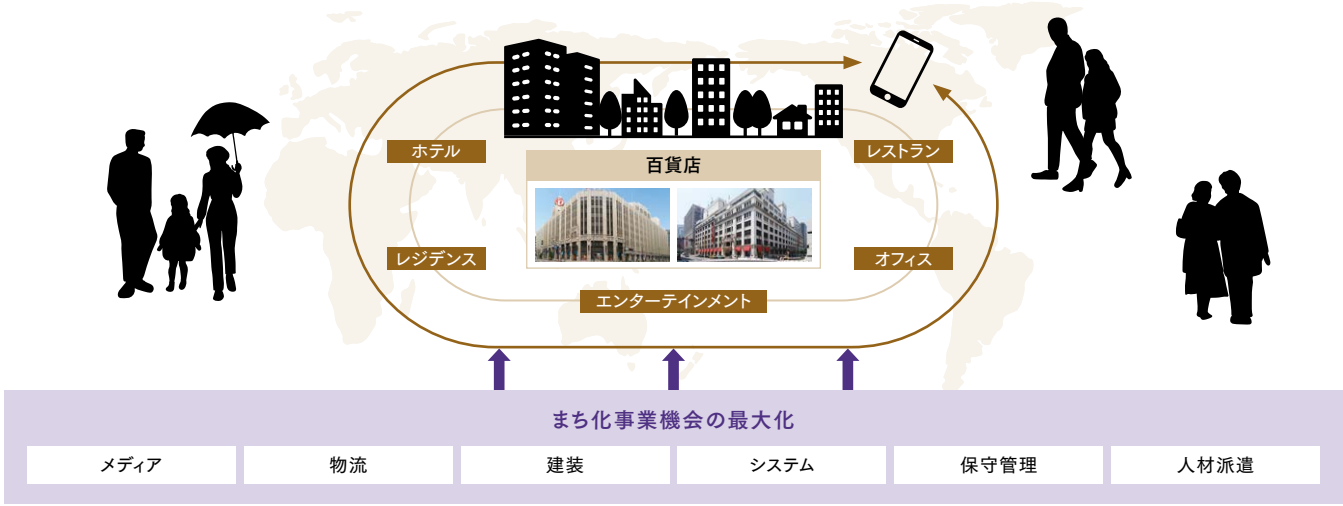 ホテル
レストラン
百貨店
レジデンス
オフィス
エンターテインメント
まち化事業機会の最大化
メディア
物流
建装
システム
保守管理
人材派遣